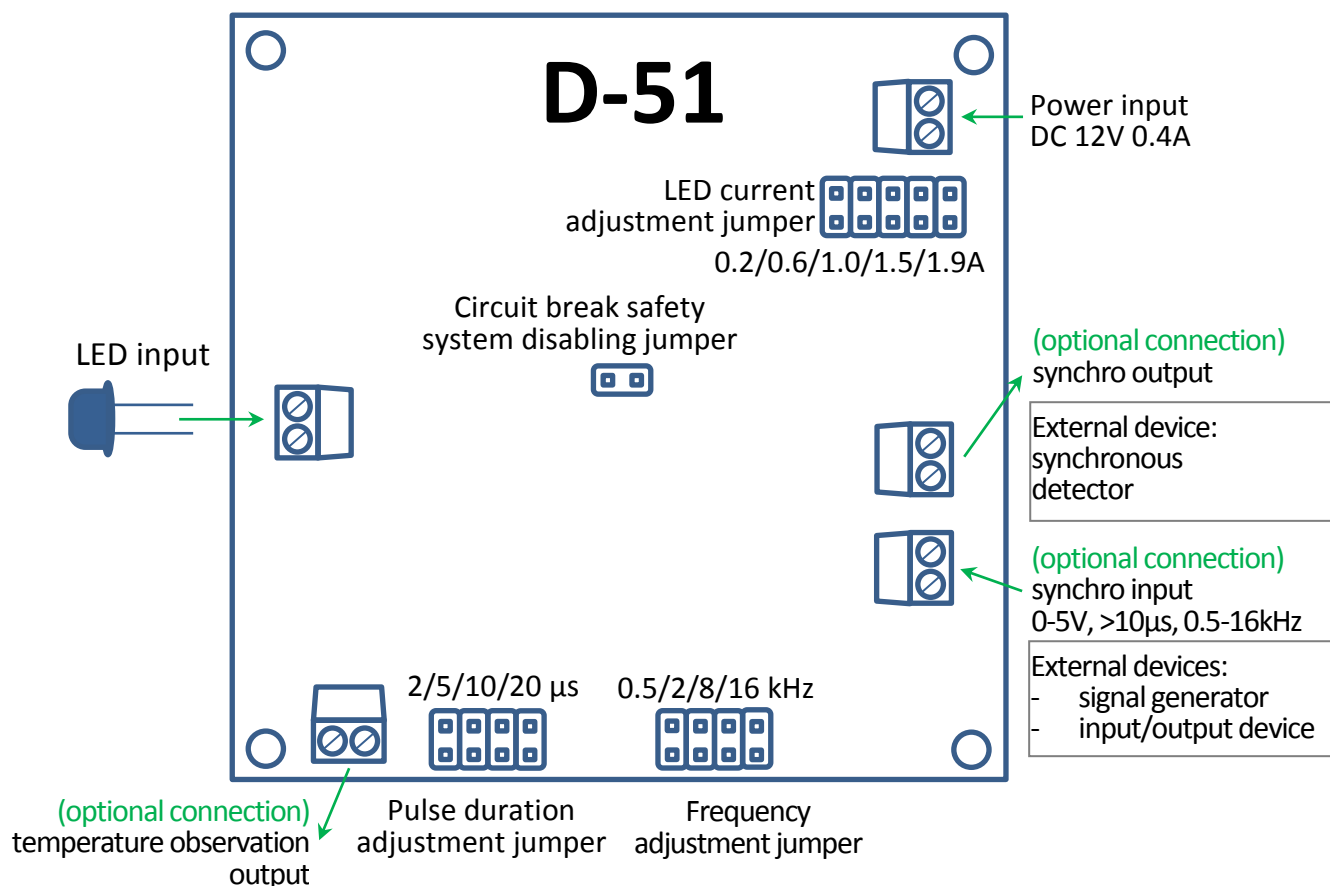 D-51
Power input
DC 12V 0.4A
LED current
adjustment jumper
0.2/0.6/1.0/1.5/1.9A
Circuit break safety
system disabling jumper
LED input
(optional connection)
synchro output
External device:
synchronous
detector
(optional connection)
synchro input
0-5V, >10µs, 0.5-16kHz
External devices:
- signal generator
- input/output device
2/5/10/20 µs
0.5/2/8/16 kHz
(optional connection)
temperature observation
output
Pulse duration
adjustment jumper
Frequency
adjustment jumper